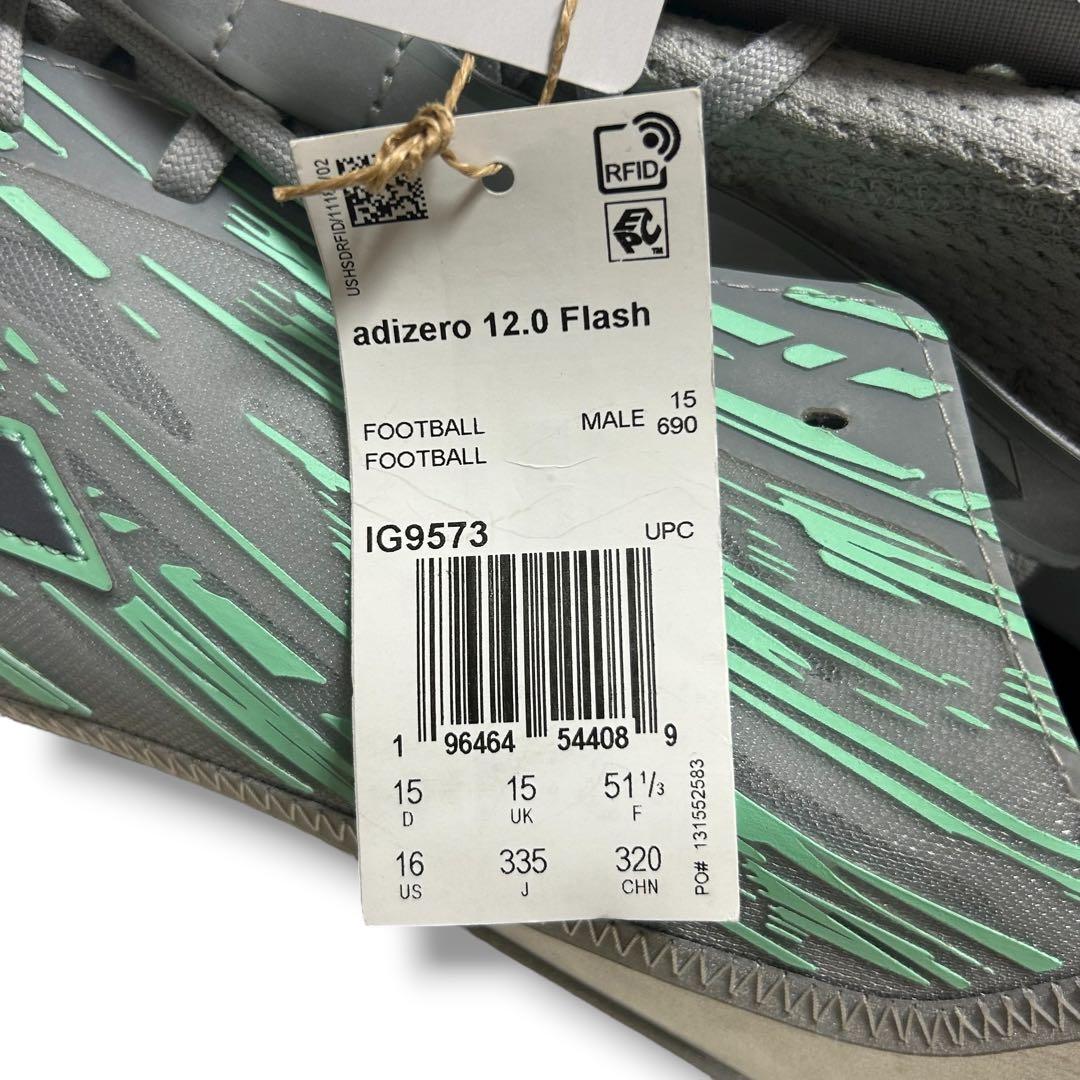 RFID
EPC
TM
adizero 12.0 Flash
FOOTBALL MALE 15
FOOTBALL 690
IG9573 UPC
1 96464 54408 9
15 15 51 1/3
D UK F
16 335 320
US J CHN
PO# 131552583